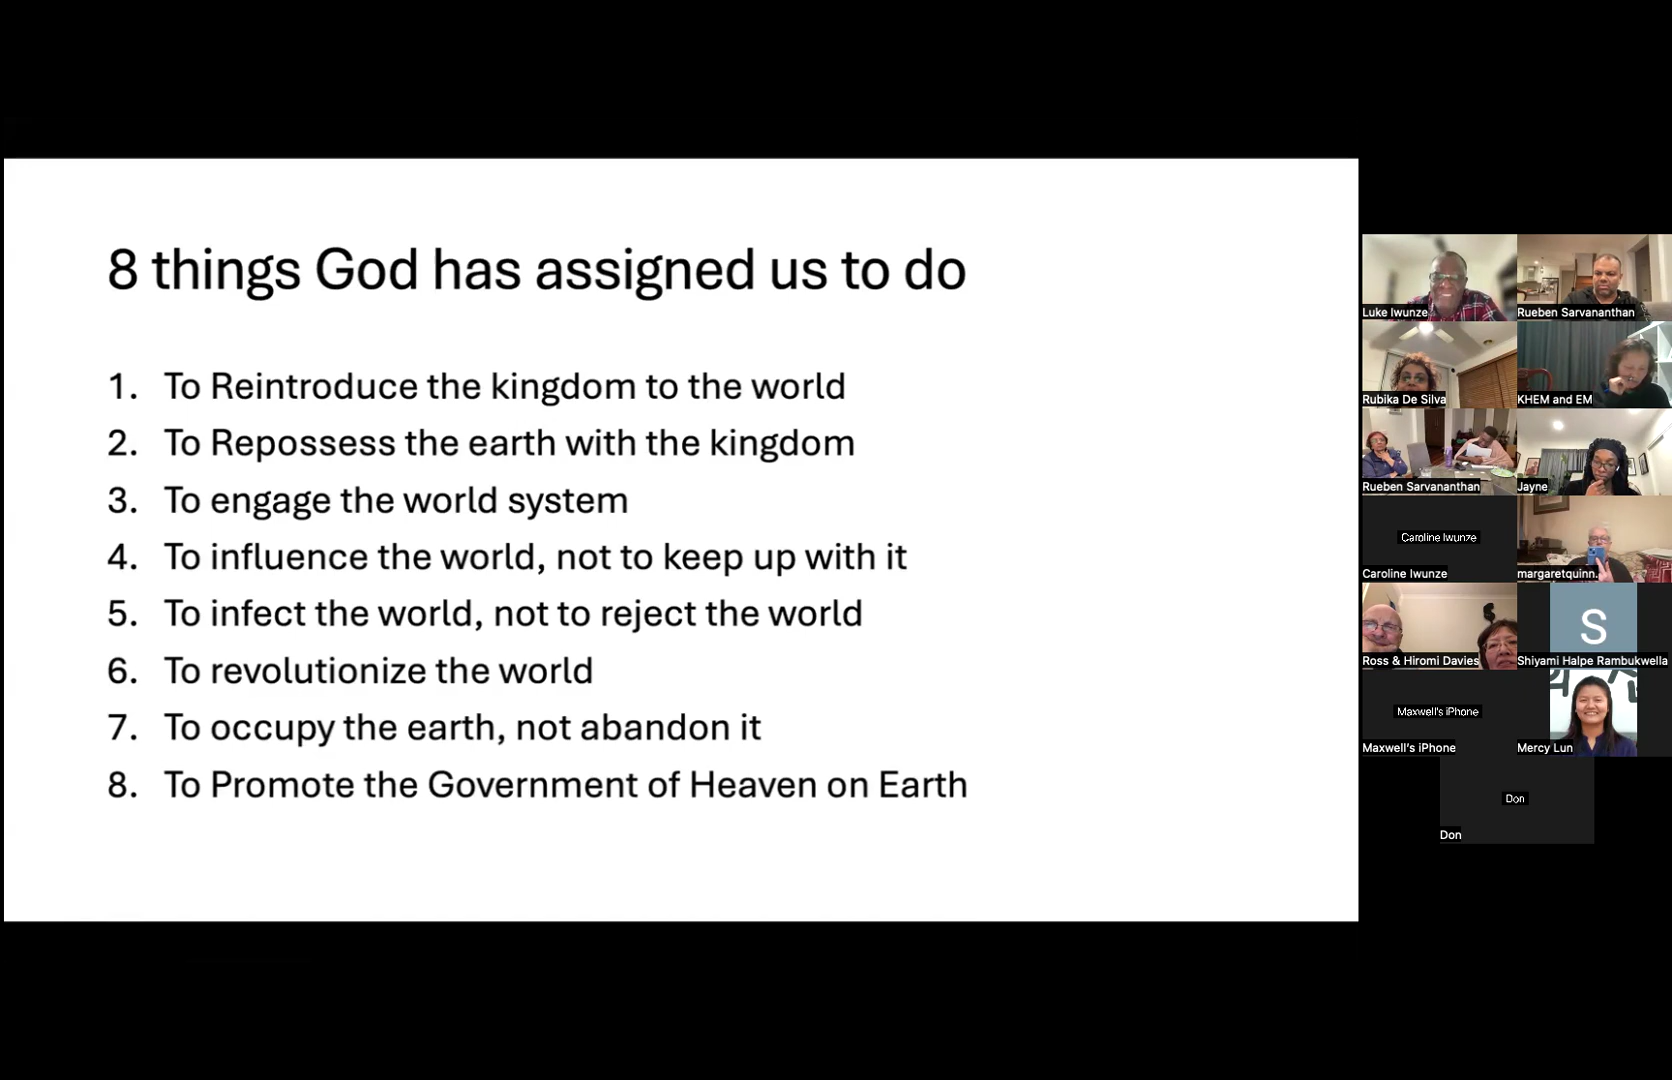 8 things God has assigned us to do
1. To Reintroduce the kingdom to the world
2. To Repossess the earth with the kingdom
3. To engage the world system
4. To influence the world, not to keep up with it
5. To infect the world, not to reject the world
6. To revolutionize the world
7. To occupy the earth, not abandon it
8. To Promote the Government of Heaven on Earth
Luke Iwunze
Rueben Sarvananthan
Rubika De Silva
KHEM and EM
Rueben Sarvananthan
Jayne
Caroline Iwunze
Caroline Iwunze
margaretquinn.
Ross & Hiromi Davies
S
Shiyami Halpe Rambukwella
Maxwell's iPhone
Maxwell's iPhone
Mercy Lun
Don
Don